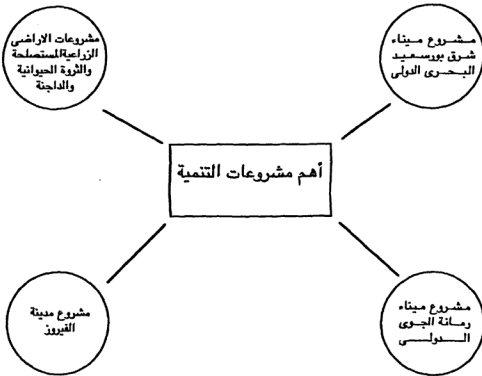 مشروع ميناء
شرق بورسعيد
البحرى الدولى
مشروعات الاراضى
الزراعية المستصلحة
والثروة الحيوانية
والداجنة
أهم مشروعات التنمية
مشروع ميناء
رمانة الجوى
الدولى
مشروع مدينة
الفيروز